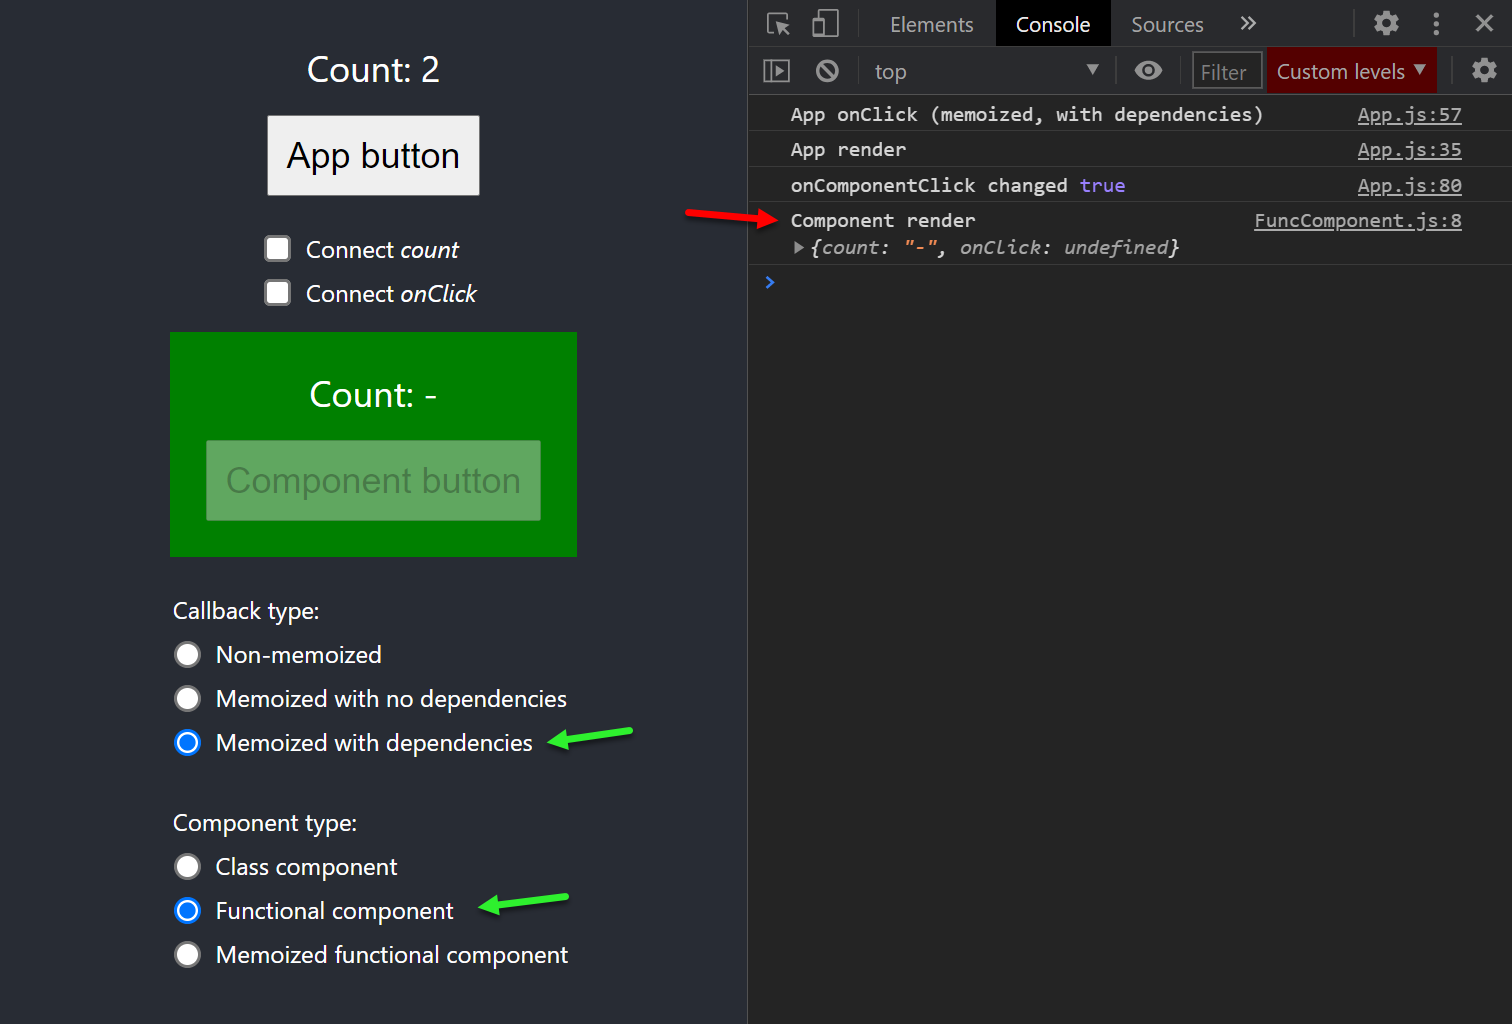 Count: 2
App button
Connect count
Connect onClick
Count: -
Component button
Callback type:
Non-memoized
Memoized with no dependencies
Memoized with dependencies
Component type:
Class component
Functional component
Memoized functional component
Elements Console Sources
top Filter Custom levels
App onClick (memoized, with dependencies) App.js:57
App render App.js:35
onComponentClick changed true App.js:80
Component render FuncComponent.js:8
{count: "-", onClick: undefined}